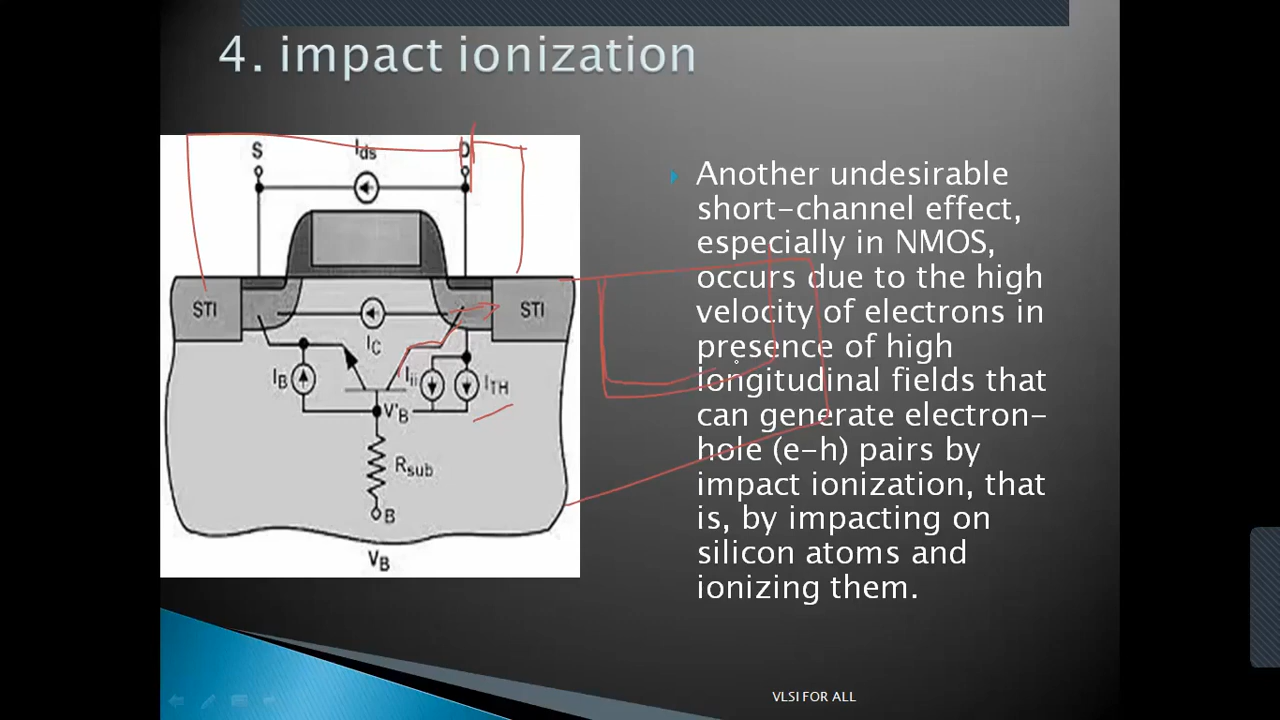 4. impact ionization
S
Ids
D
STI
STI
IC
IB
Iii
ITH
V'B
Rsub
B
VB
Another undesirable
short-channel effect,
especially in NMOS,
occurs due to the high
velocity of electrons in
presence of high
longitudinal fields that
can generate electron-
hole (e-h) pairs by
impact ionization, that
is, by impacting on
silicon atoms and
ionizing them.
VLSI FOR ALL